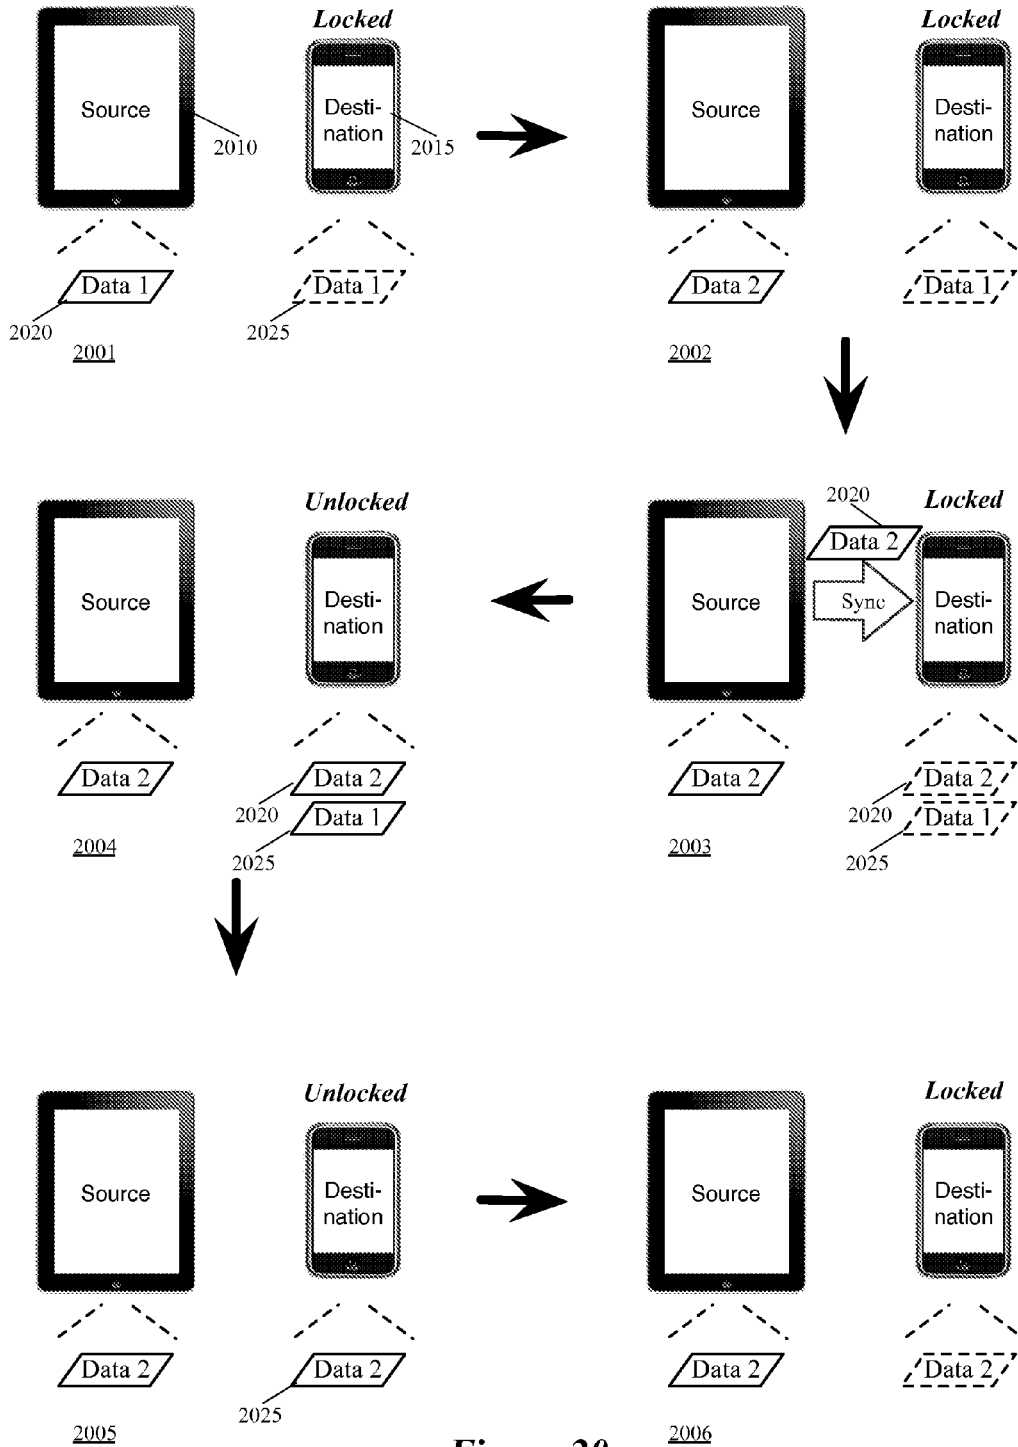 Locked
Source
Desti-
nation
2010
2015
Data 1
Data 1
2020
2025
2001
Locked
Source
Desti-
nation
Data 2
Data 1
2002
2020
Locked
Data 2
Source
Sync
Desti-
nation
Data 2
Data 2
2020
Data 1
2025
2003
Unlocked
Source
Desti-
nation
Data 2
Data 2
2020
Data 1
2025
2004
Unlocked
Source
Desti-
nation
Data 2
Data 2
2025
2005
Locked
Source
Desti-
nation
Data 2
Data 2
2006